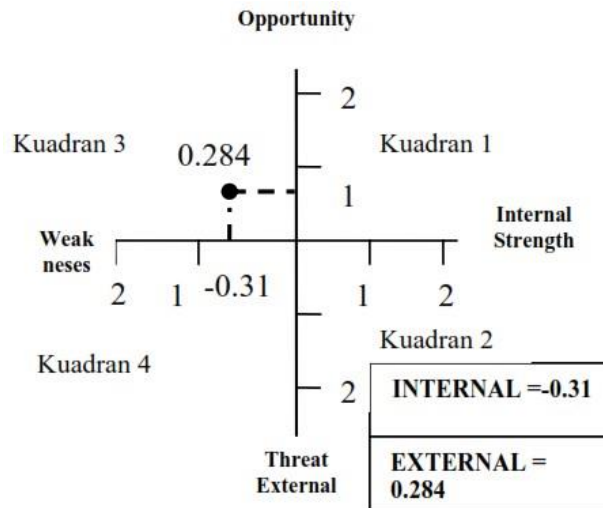 Opportunity
2
Kuadran 3
Kuadran 1
0.284
1
Internal
Strength
Weak
neses
2
1
-0.31
1
2
Kuadran 2
Kuadran 4
2
INTERNAL =-0.31
Threat
External
EXTERNAL =
0.284